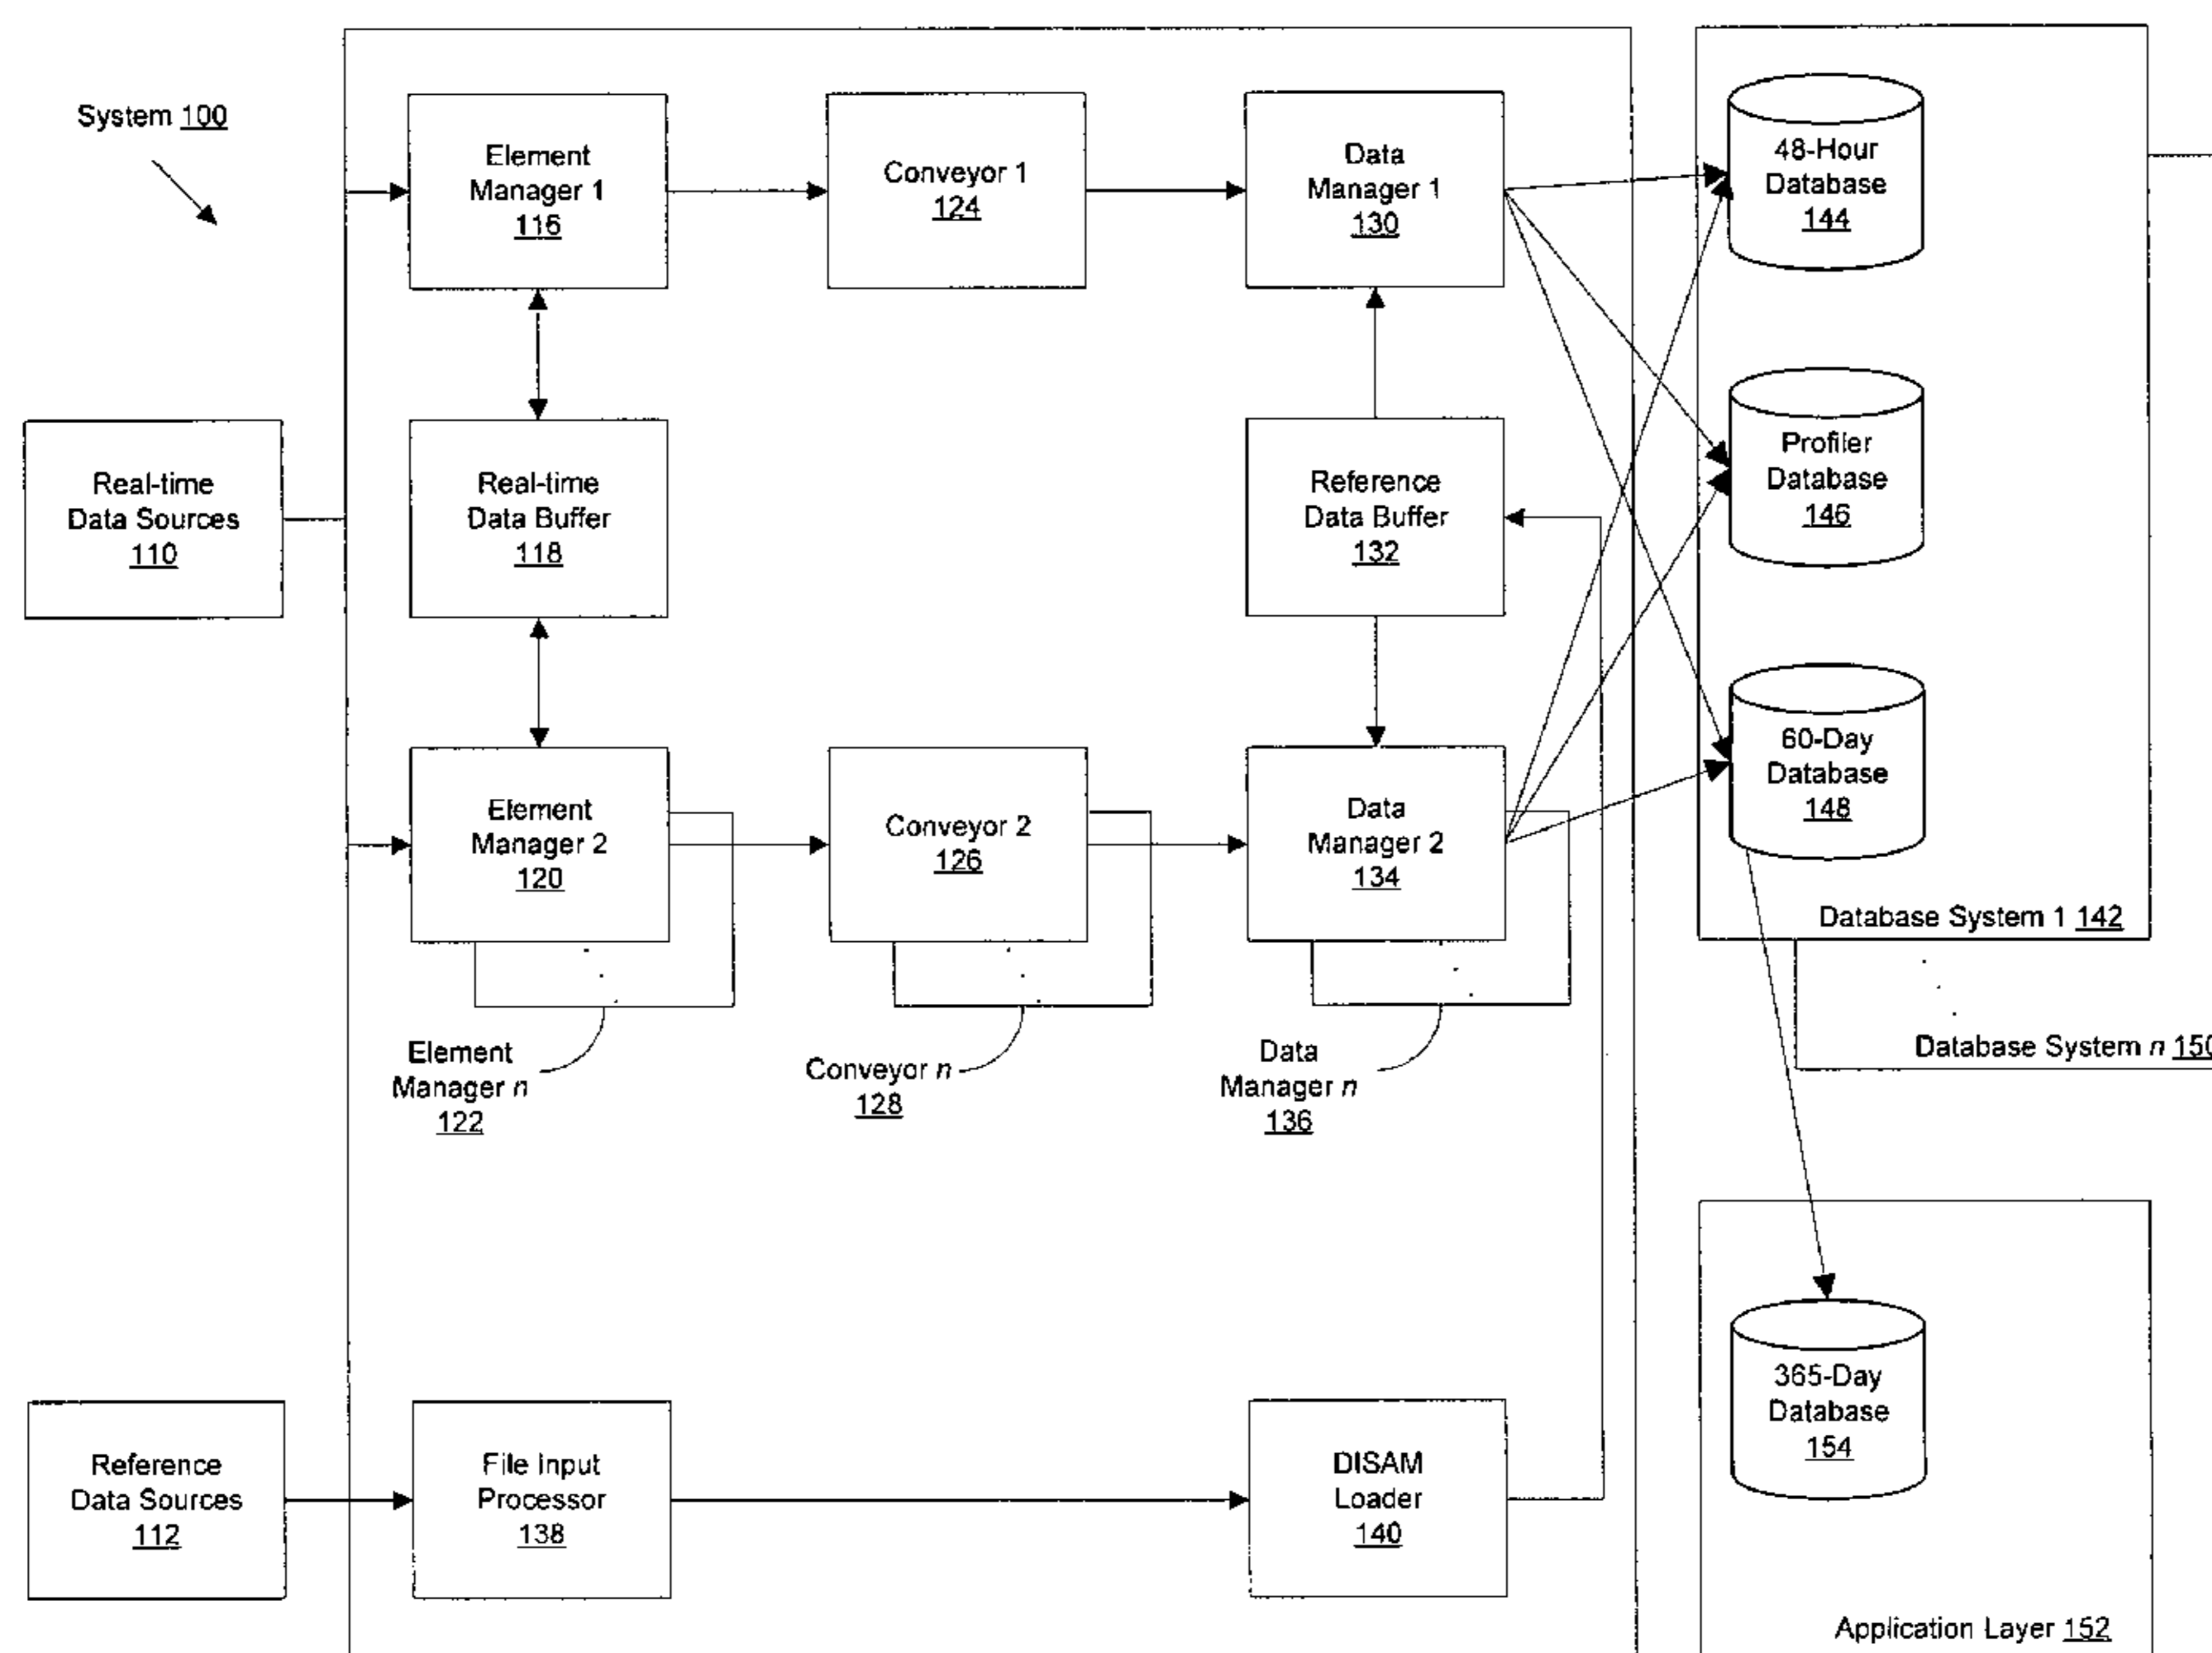 System 100
Element
Manager 1
116
Conveyor 1
124
Data
Manager 1
130
48-Hour
Database
144
Real-time
Data Sources
110
Real-time
Data Buffer
118
Reference
Data Buffer
132
Profiler
Database
146
Element
Manager 2
120
Conveyor 2
126
Data
Manager 2
134
60-Day
Database
148
Database System 1 142
Element
Manager n
122
Conveyor n
128
Data
Manager n
136
Database System n 150
Reference
Data Sources
112
File Input
Processor
138
DISAM
Loader
140
365-Day
Database
154
Application Layer 152